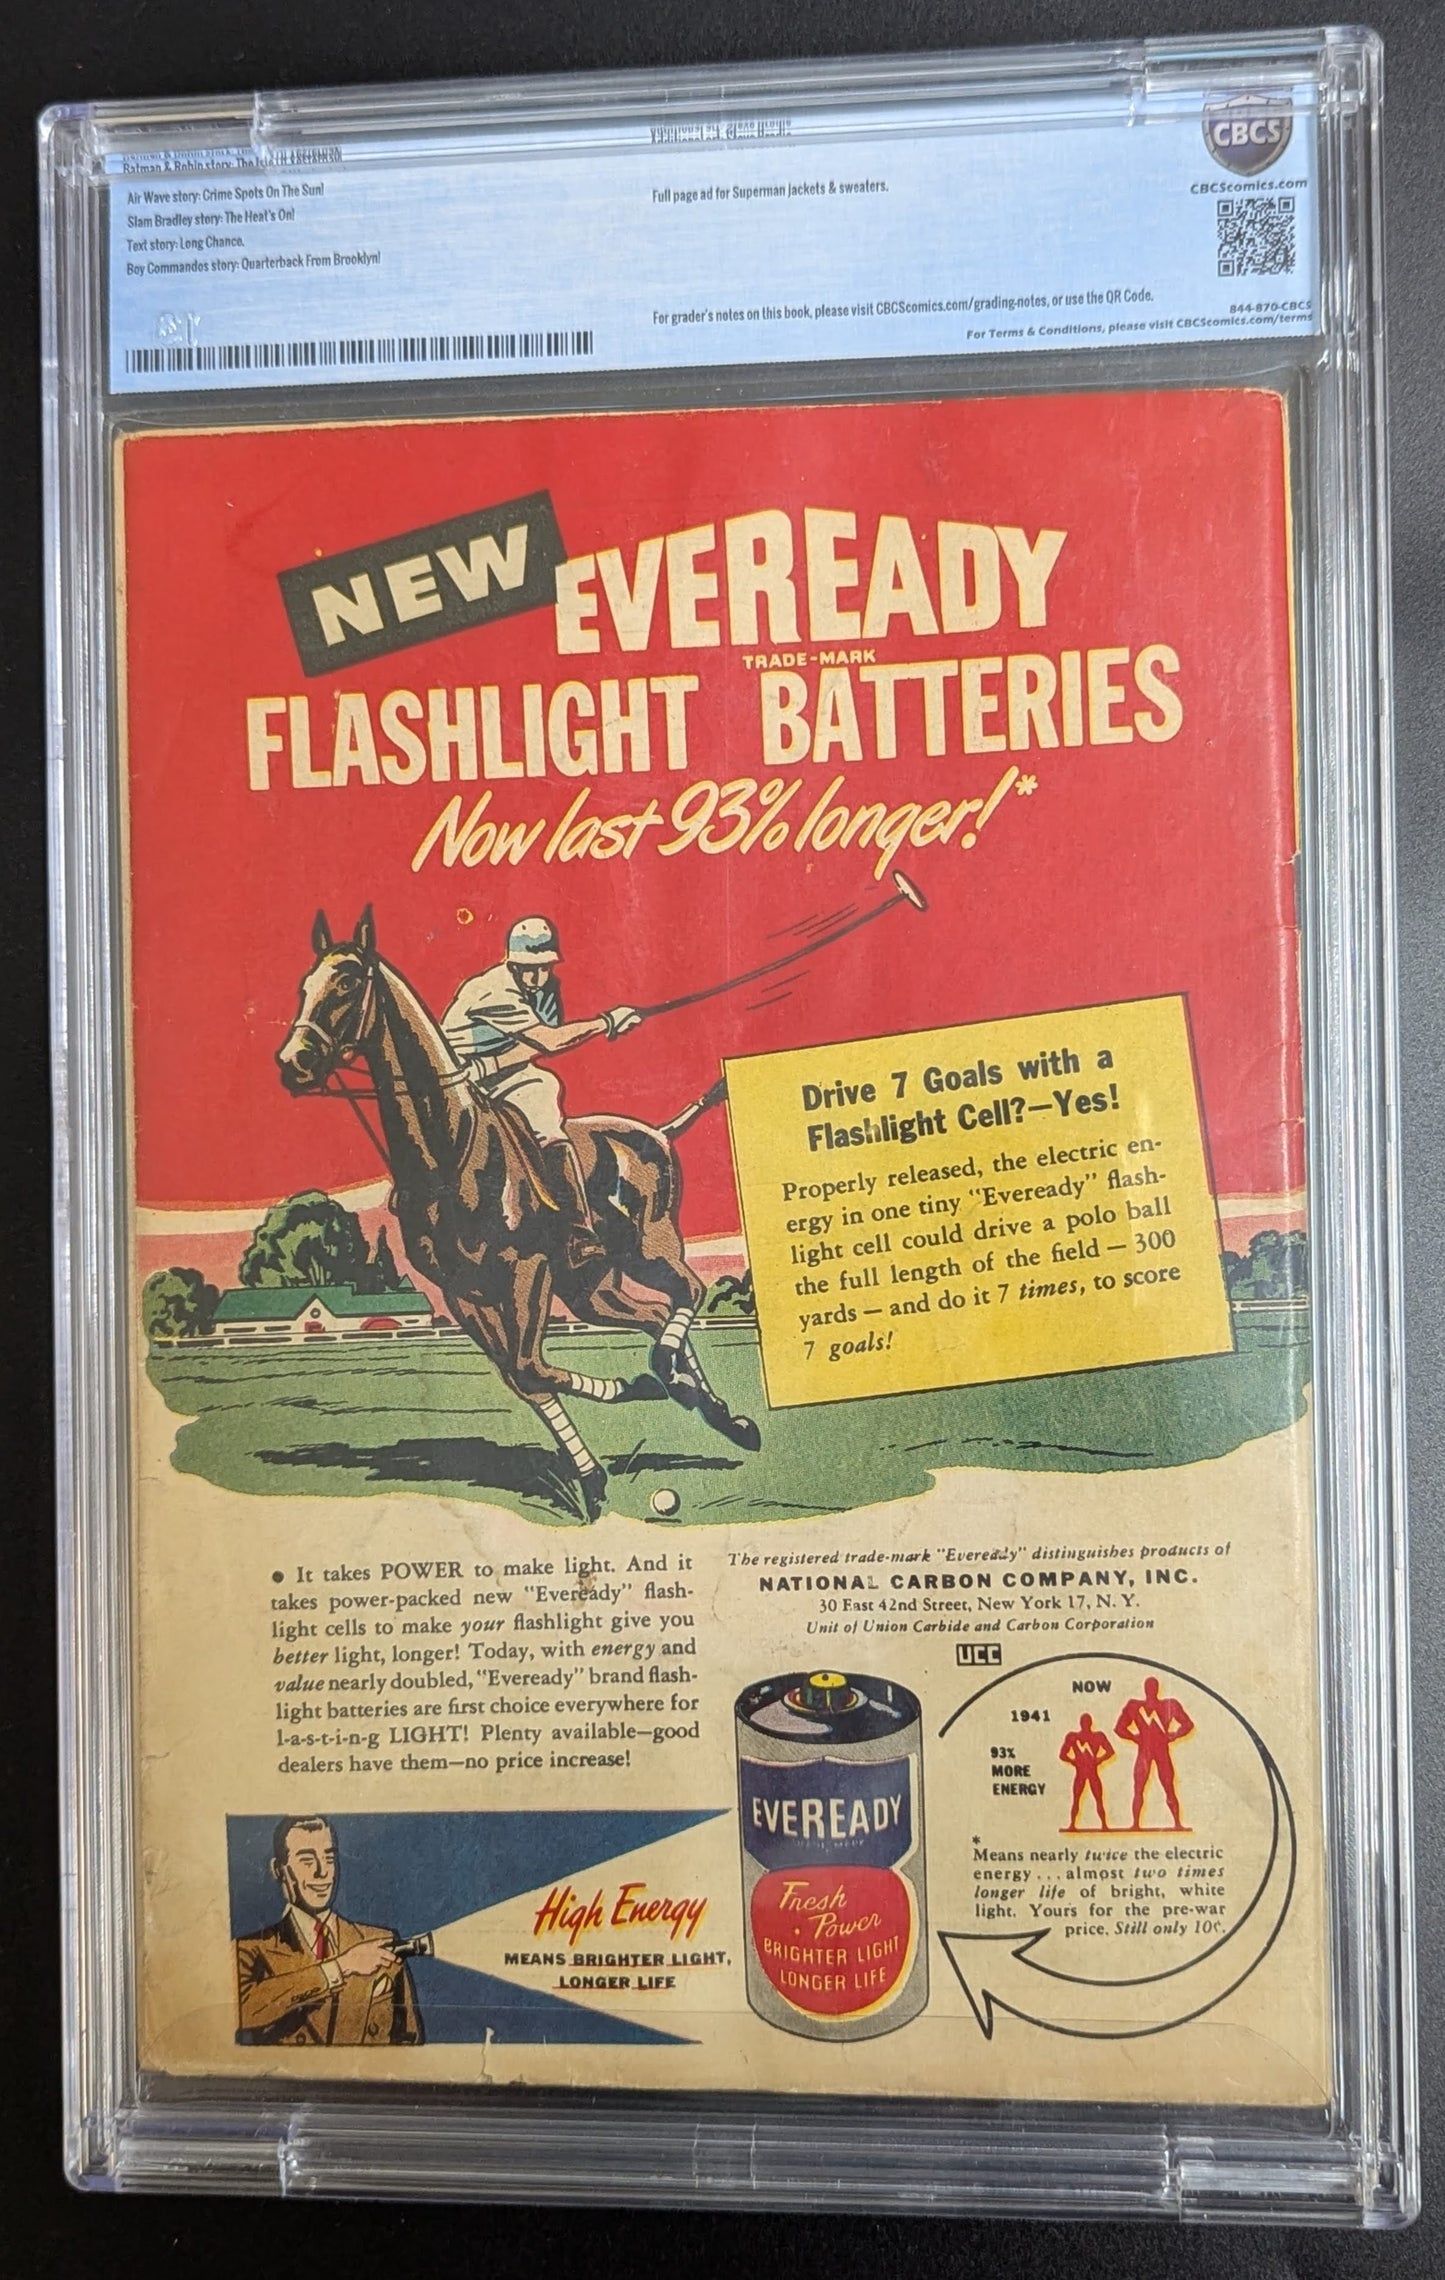 Batman & Robin story: The
Air Wave story: Crime Spots On The Sun!
Slam Bradley story: The Heat's On!
Text story: Long Chance.
Boy Commandos story: Quarterback From Brooklyn!
Full page ad for Superman jackets & sweaters.
For grader's notes on this book, please visit CBCScomics.com/grading-notes, or use the QR Code.
CBCS
CBCScomics.com
844-870-CBCS
For Terms & Conditions, please visit CBCScomics.com/terms
NEW EVEREADY
TRADE-MARK
FLASHLIGHT BATTERIES
Now last 93% longer!*
Drive 7 Goals with a
Flashlight Cell?—Yes!
Properly released, the electric en-
ergy in one tiny "Eveready" flash-
light cell could drive a polo ball
the full length of the field — 300
yards — and do it 7 times, to score
7 goals!
• It takes POWER to make light. And it
takes power-packed new "Eveready" flash-
light cells to make your flashlight give you
better light, longer! Today, with energy and
value nearly doubled, "Eveready" brand flash-
light batteries are first choice everywhere for
l-a-s-t-i-n-g LIGHT! Plenty available—good
dealers have them—no price increase!
The registered trade-mark "Eveready" distinguishes products of
NATIONAL CARBON COMPANY, INC.
30 East 42nd Street, New York 17, N. Y.
Unit of Union Carbide and Carbon Corporation
UCC
High Energy
MEANS BRIGHTER LIGHT,
LONGER LIFE
EVEREADY
TRADE-MARK
Fresh
Power
BRIGHTER LIGHT
LONGER LIFE
NOW
1941
93%
MORE
ENERGY
*
Means nearly twice the electric
energy . . . almost two times
longer life of bright, white
light. Yours for the pre-war
price. Still only 10¢.